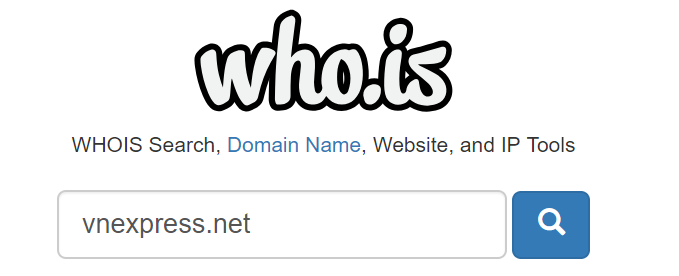 who.is
WHOIS Search, Domain Name, Website, and IP Tools
vnexpress.net